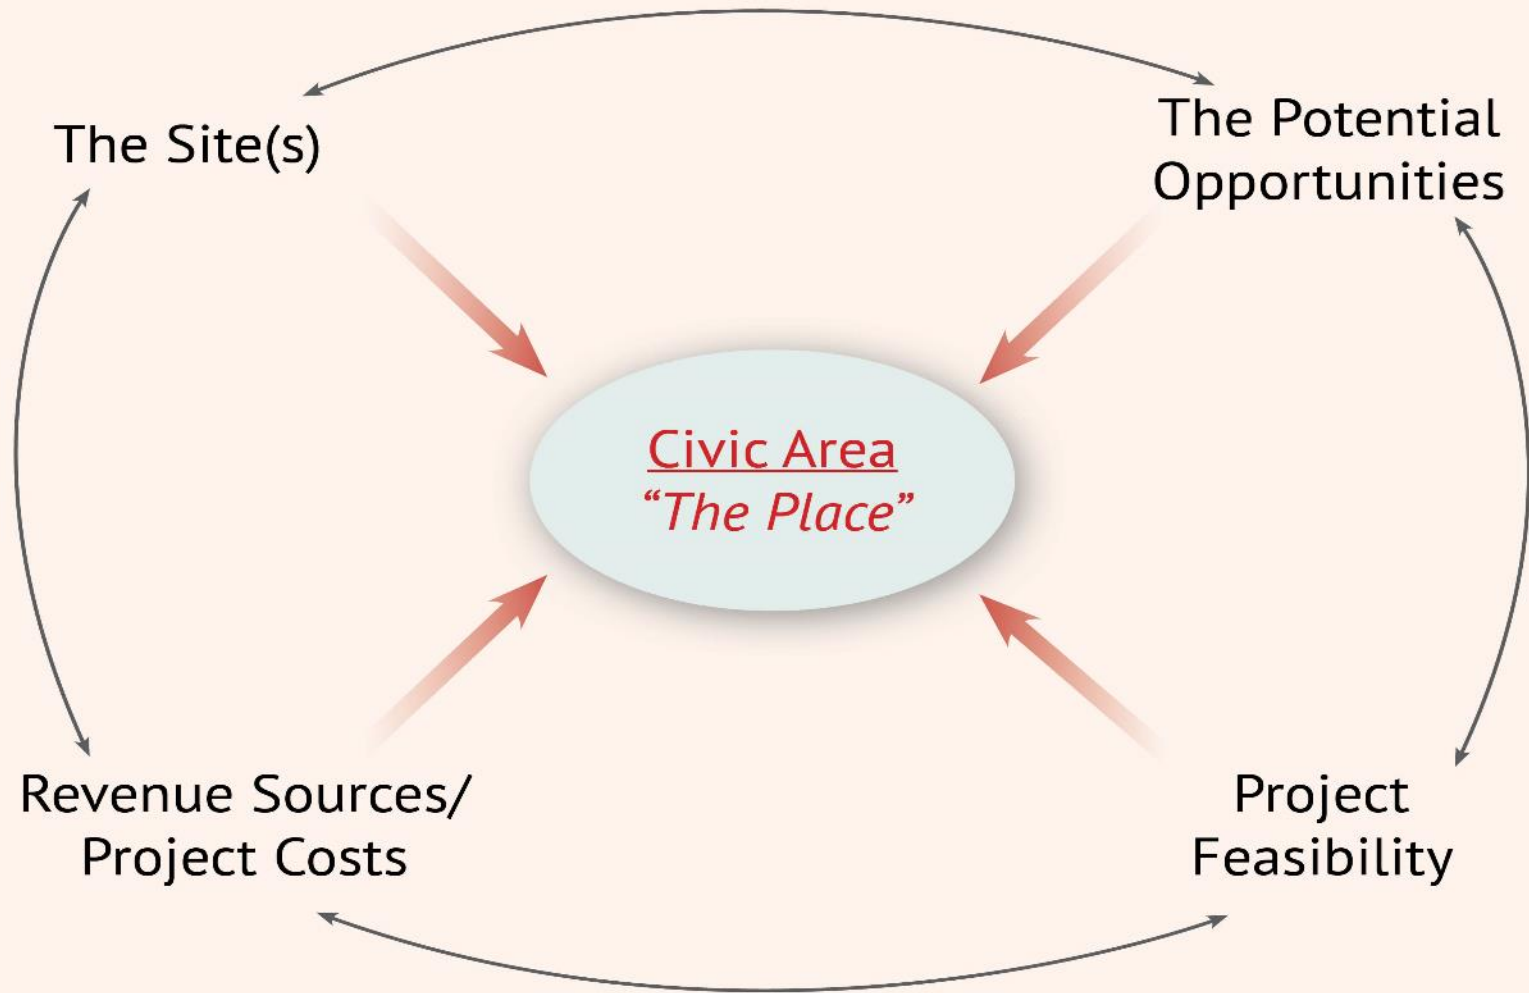 The Site(s)
The Potential
Opportunities
Civic Area
“The Place”
Revenue Sources/
Project Costs
Project
Feasibility